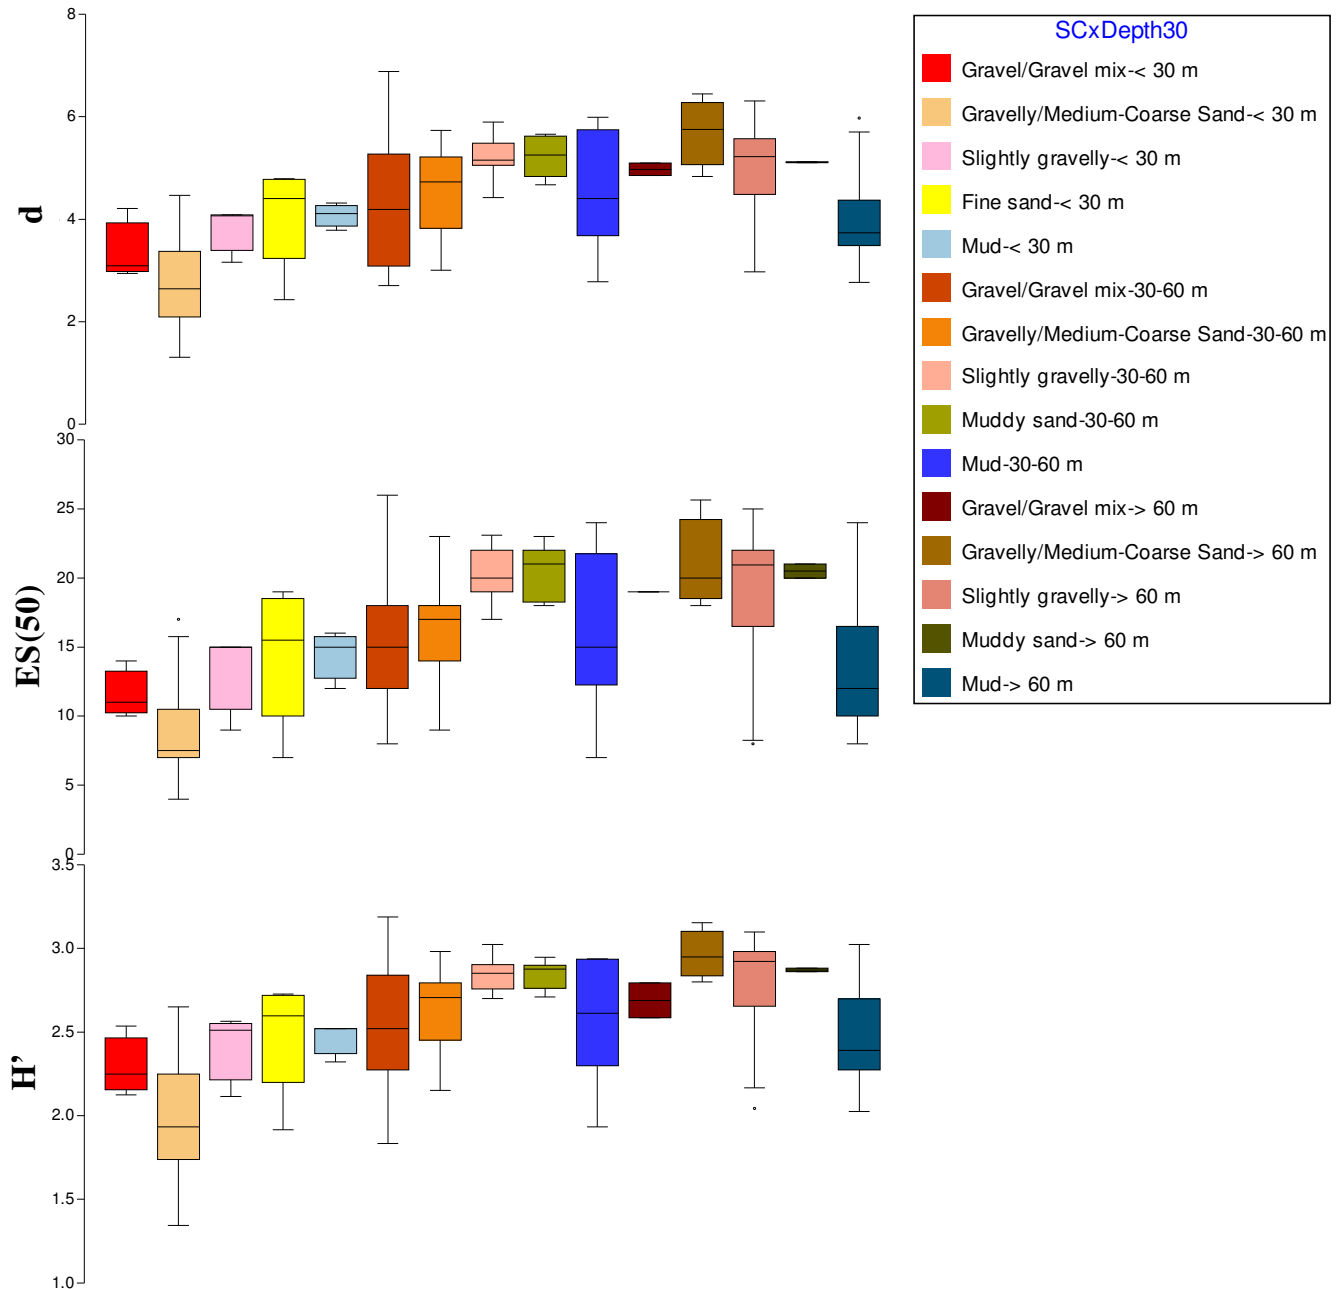 8
6
4
2
0
d
30
25
20
15
10
5
0
ES(50)
3.5
3.0
2.5
2.0
1.5
1.0
H’
SCxDepth30
Gravel/Gravel mix-< 30 m
Gravelly/Medium-Coarse Sand-< 30 m
Slightly gravelly-< 30 m
Fine sand-< 30 m
Mud-< 30 m
Gravel/Gravel mix-30-60 m
Gravelly/Medium-Coarse Sand-30-60 m
Slightly gravelly-30-60 m
Muddy sand-30-60 m
Mud-30-60 m
Gravel/Gravel mix-> 60 m
Gravelly/Medium-Coarse Sand-> 60 m
Slightly gravelly-> 60 m
Muddy sand-> 60 m
Mud-> 60 m